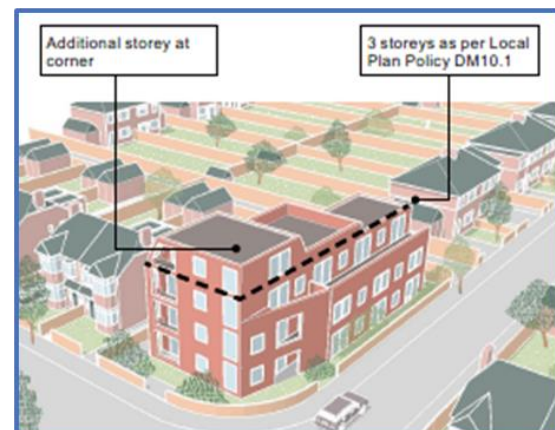 Additional storey at
corner
3 storeys as per Local
Plan Policy DM10.1